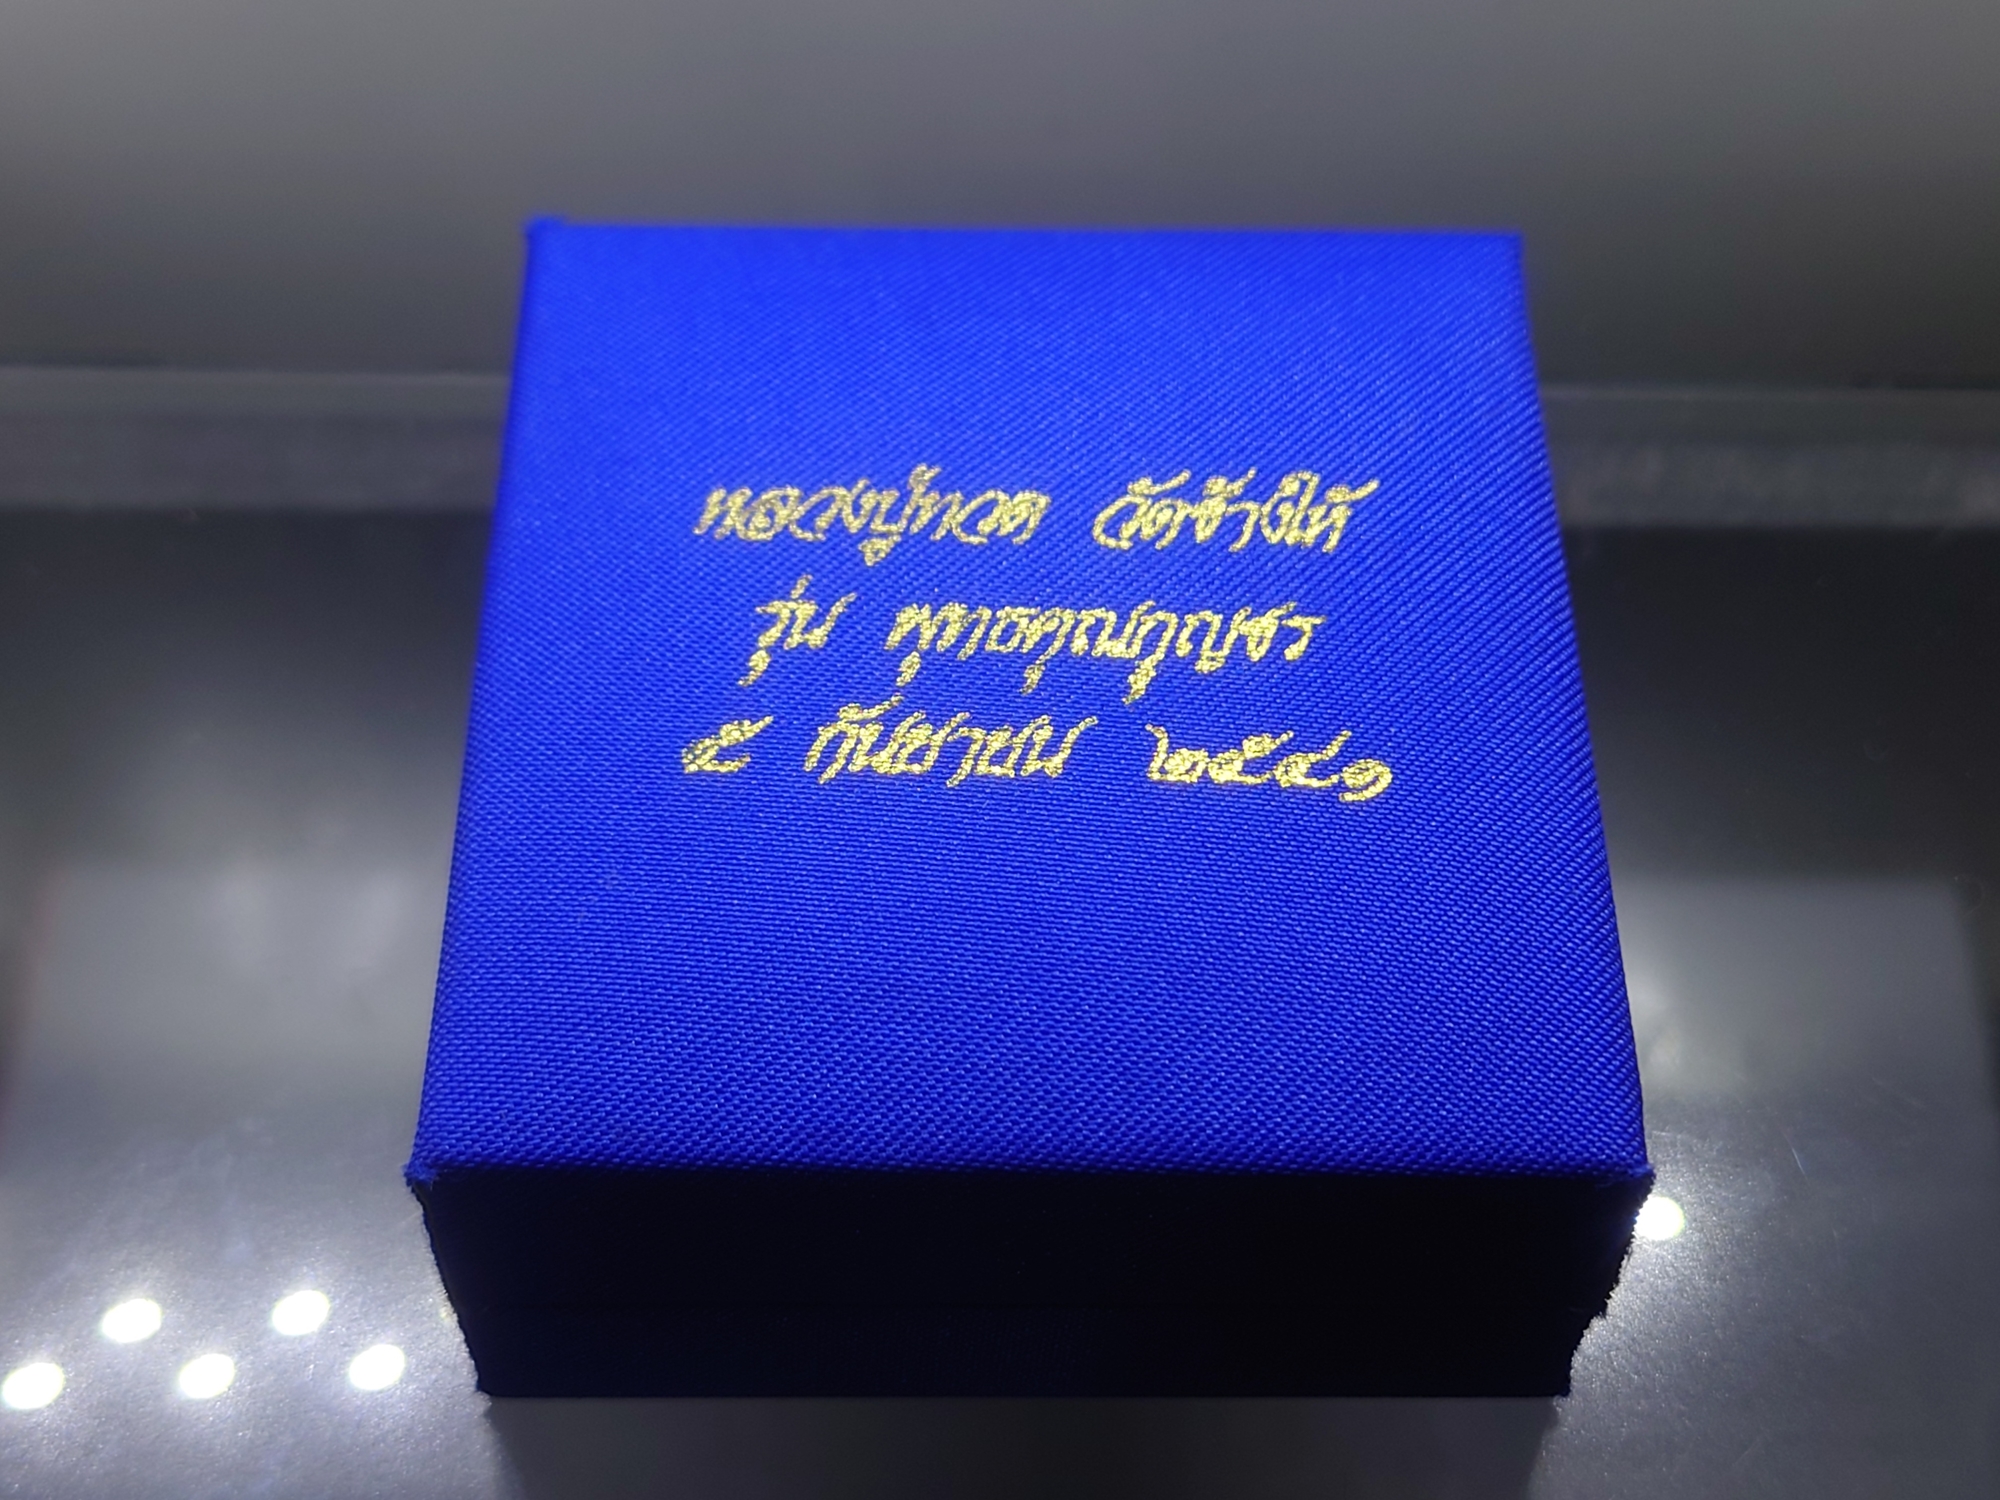 หลวงปู่ทวด วัดช้างให้
รุ่น พุทธคุณกุญชร
๕ กันยายน ๒๕๔๑